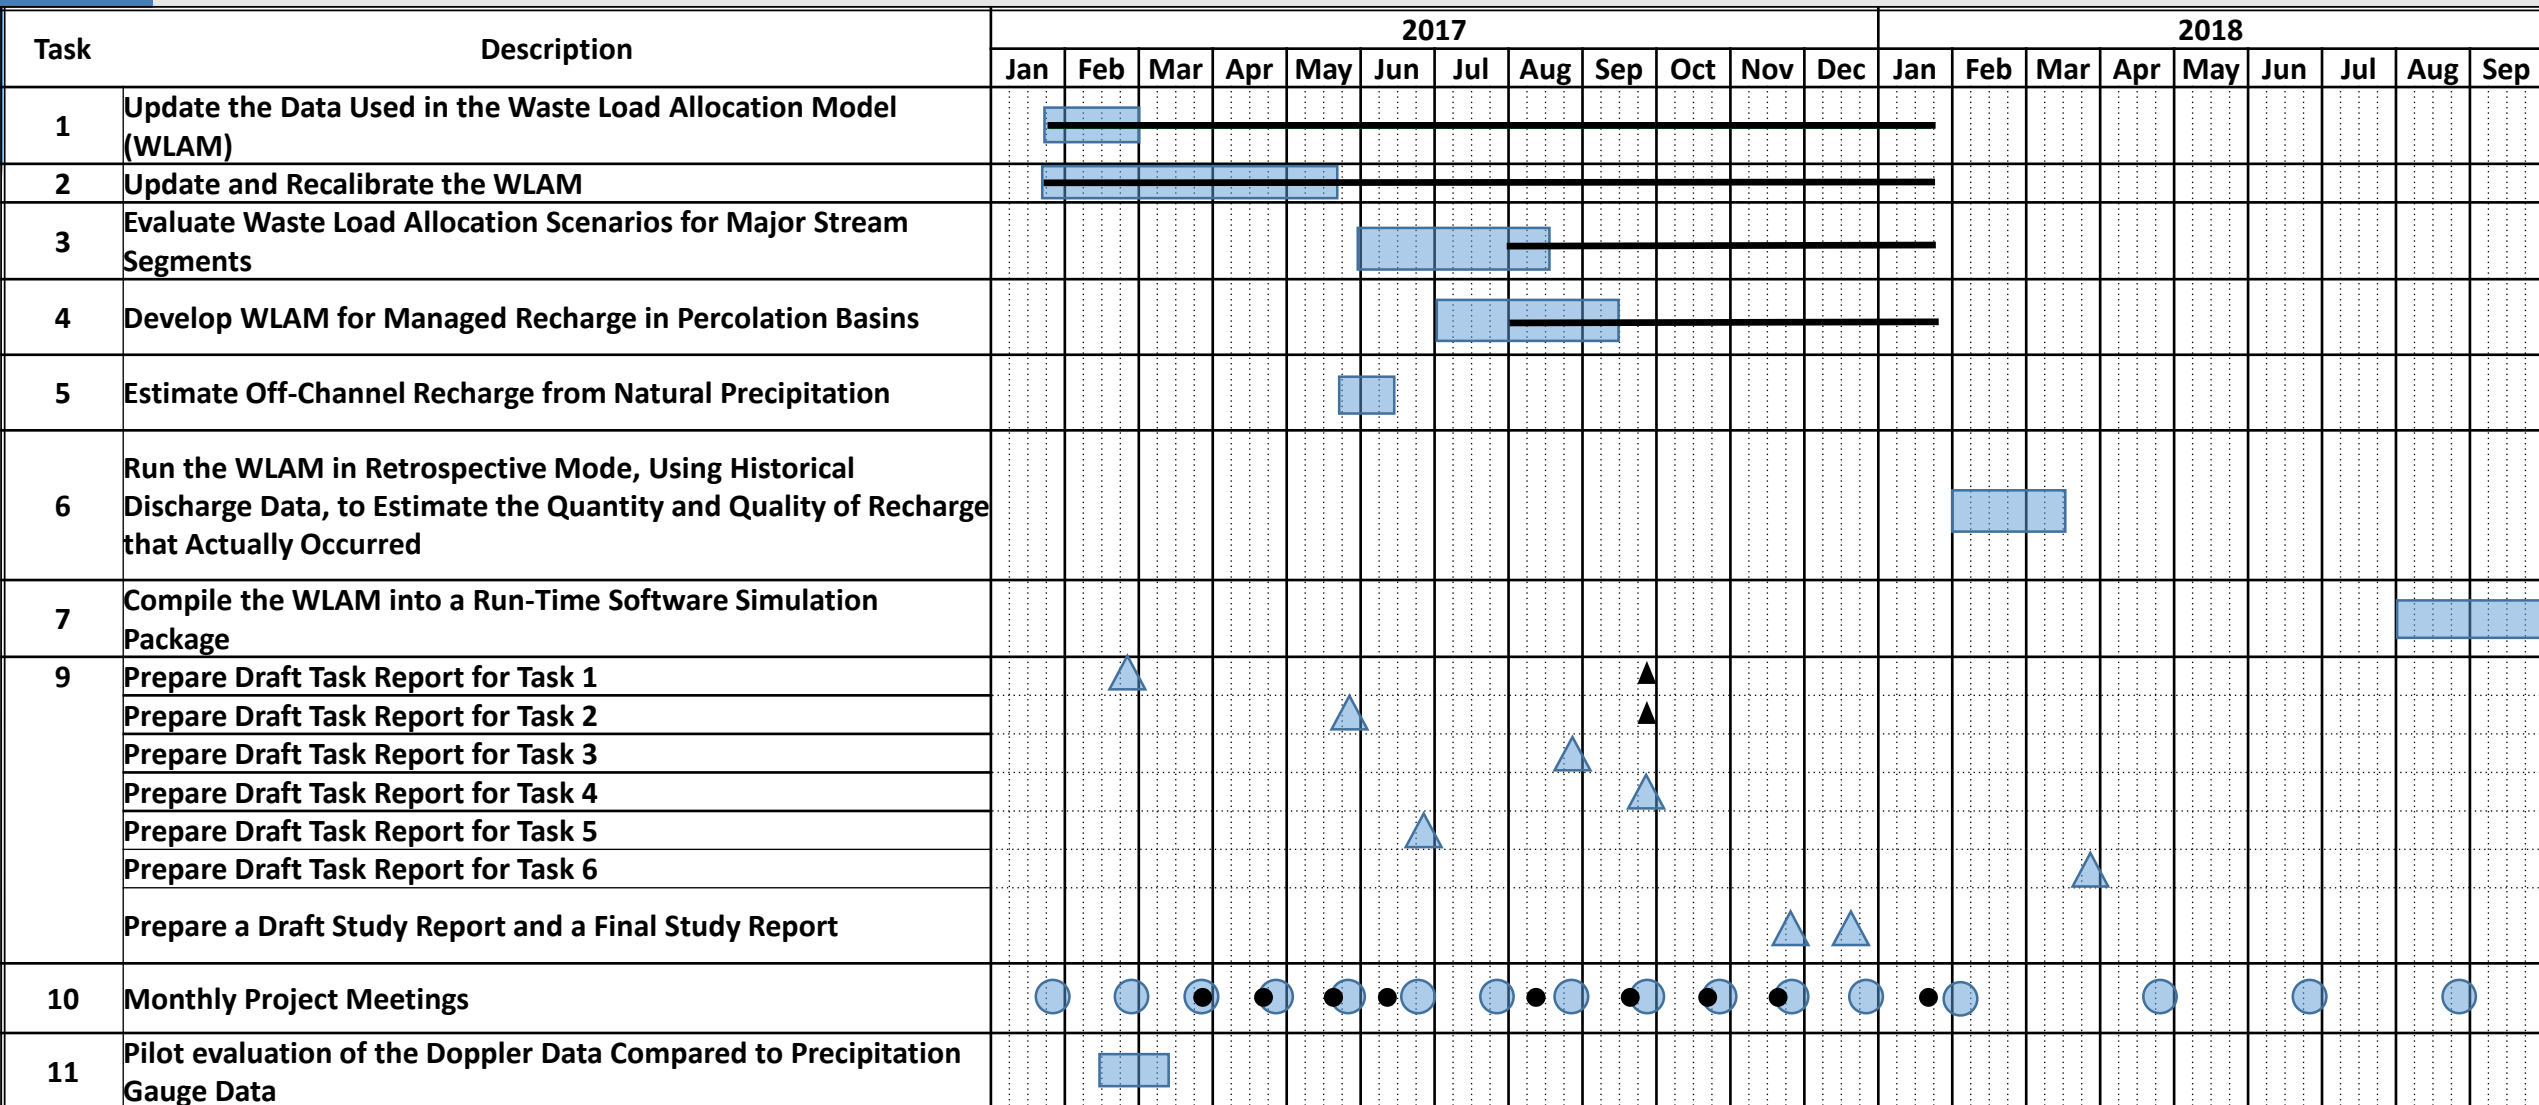 Task Description 2017 2018
Jan Feb Mar Apr May Jun Jul Aug Sep Oct Nov Dec Jan Feb Mar Apr May Jun Jul Aug Sep
1 Update the Data Used in the Waste Load Allocation Model
(WLAM)
2 Update and Recalibrate the WLAM
3 Evaluate Waste Load Allocation Scenarios for Major Stream
Segments
4 Develop WLAM for Managed Recharge in Percolation Basins
5 Estimate Off-Channel Recharge from Natural Precipitation
6 Run the WLAM in Retrospective Mode, Using Historical
Discharge Data, to Estimate the Quantity and Quality of Recharge
that Actually Occurred
7 Compile the WLAM into a Run-Time Software Simulation
Package
9 Prepare Draft Task Report for Task 1
Prepare Draft Task Report for Task 2
Prepare Draft Task Report for Task 3
Prepare Draft Task Report for Task 4
Prepare Draft Task Report for Task 5
Prepare Draft Task Report for Task 6
Prepare a Draft Study Report and a Final Study Report
10 Monthly Project Meetings
11 Pilot evaluation of the Doppler Data Compared to Precipitation
Gauge Data